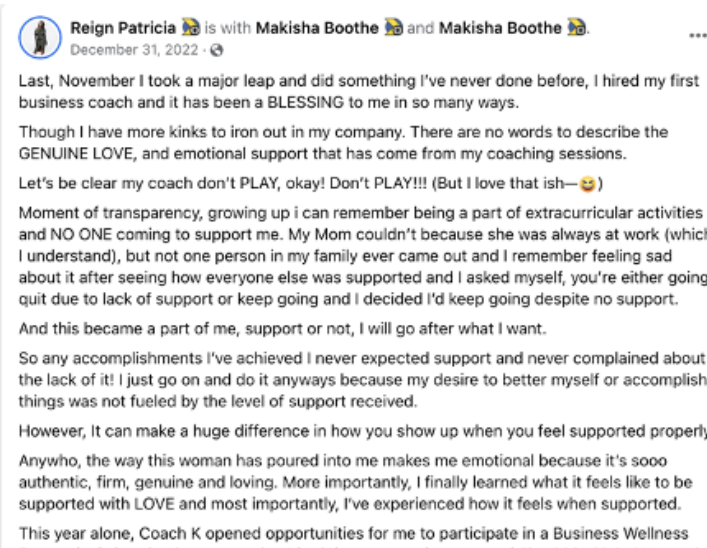 Reign Patricia is with Makisha Boothe and Makisha Boothe.
December 31, 2022 ·
Last, November I took a major leap and did something I've never done before, I hired my first
business coach and it has been a BLESSING to me in so many ways.
Though I have more kinks to iron out in my company. There are no words to describe the
GENUINE LOVE, and emotional support that has come from my coaching sessions.
Let's be clear my coach don't PLAY, okay! Don't PLAY!!! (But I love that ish—😆)
Moment of transparency, growing up i can remember being a part of extracurricular activities
and NO ONE coming to support me. My Mom couldn't because she was always at work (which
I understand), but not one person in my family ever came out and I remember feeling sad
about it after seeing how everyone else was supported and I asked myself, you're either going
quit due to lack of support or keep going and I decided I'd keep going despite no support.
And this became a part of me, support or not, I will go after what I want.
So any accomplishments I've achieved I never expected support and never complained about
the lack of it! I just go on and do it anyways because my desire to better myself or accomplish
things was not fueled by the level of support received.
However, It can make a huge difference in how you show up when you feel supported properly
Anywho, the way this woman has poured into me makes me emotional because it's sooo
authentic, firm, genuine and loving. More importantly, I finally learned what it feels like to be
supported with LOVE and most importantly, I've experienced how it feels when supported.
This year alone, Coach K opened opportunities for me to participate in a Business Wellness